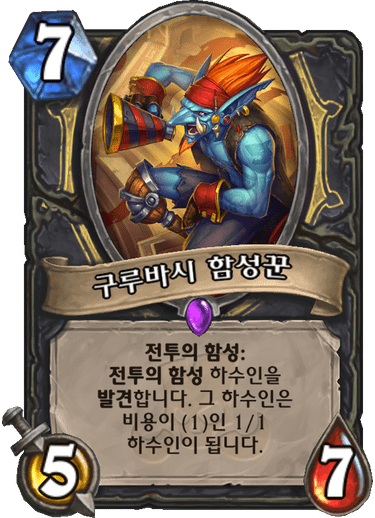 7
구루바시 함성꾼
전투의 함성:
전투의 함성 하수인을
발견합니다. 그 하수인은
비용이 (1)인 1/1
하수인이 됩니다.
5
7